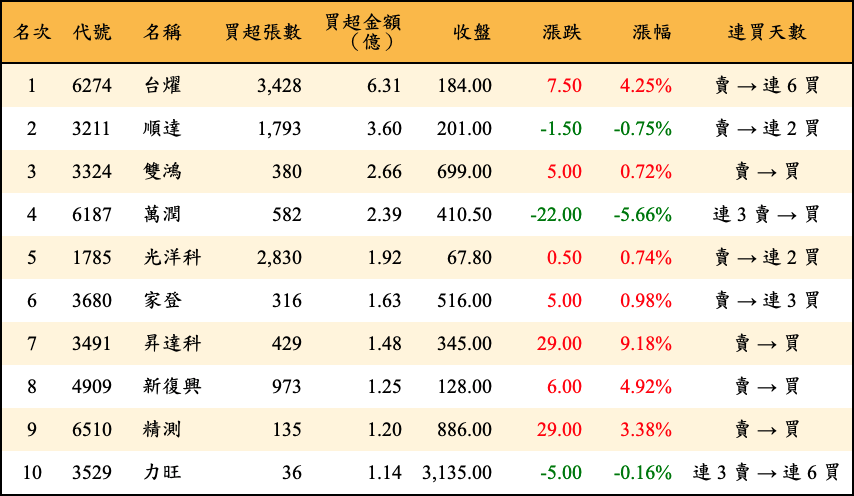 名次 代號 名稱 買超張數 買超金額（億） 收盤 漲跌 漲幅 連買天數
1 6274 台燿 3,428 6.31 184.00 7.50 4.25% 賣 → 連 6 買
2 3211 順達 1,793 3.60 201.00 -1.50 -0.75% 賣 → 連 2 買
3 3324 雙鴻 380 2.66 699.00 5.00 0.72% 賣 → 買
4 6187 萬潤 582 2.39 410.50 -22.00 -5.66% 連 3 賣 → 買
5 1785 光洋科 2,830 1.92 67.80 0.50 0.74% 賣 → 連 2 買
6 3680 家登 316 1.63 516.00 5.00 0.98% 賣 → 連 3 買
7 3491 昇達科 429 1.48 345.00 29.00 9.18% 賣 → 買
8 4909 新復興 973 1.25 128.00 6.00 4.92% 賣 → 買
9 6510 精測 135 1.20 886.00 29.00 3.38% 賣 → 買
10 3529 力旺 36 1.14 3,135.00 -5.00 -0.16% 連 3 賣 → 連 6 買